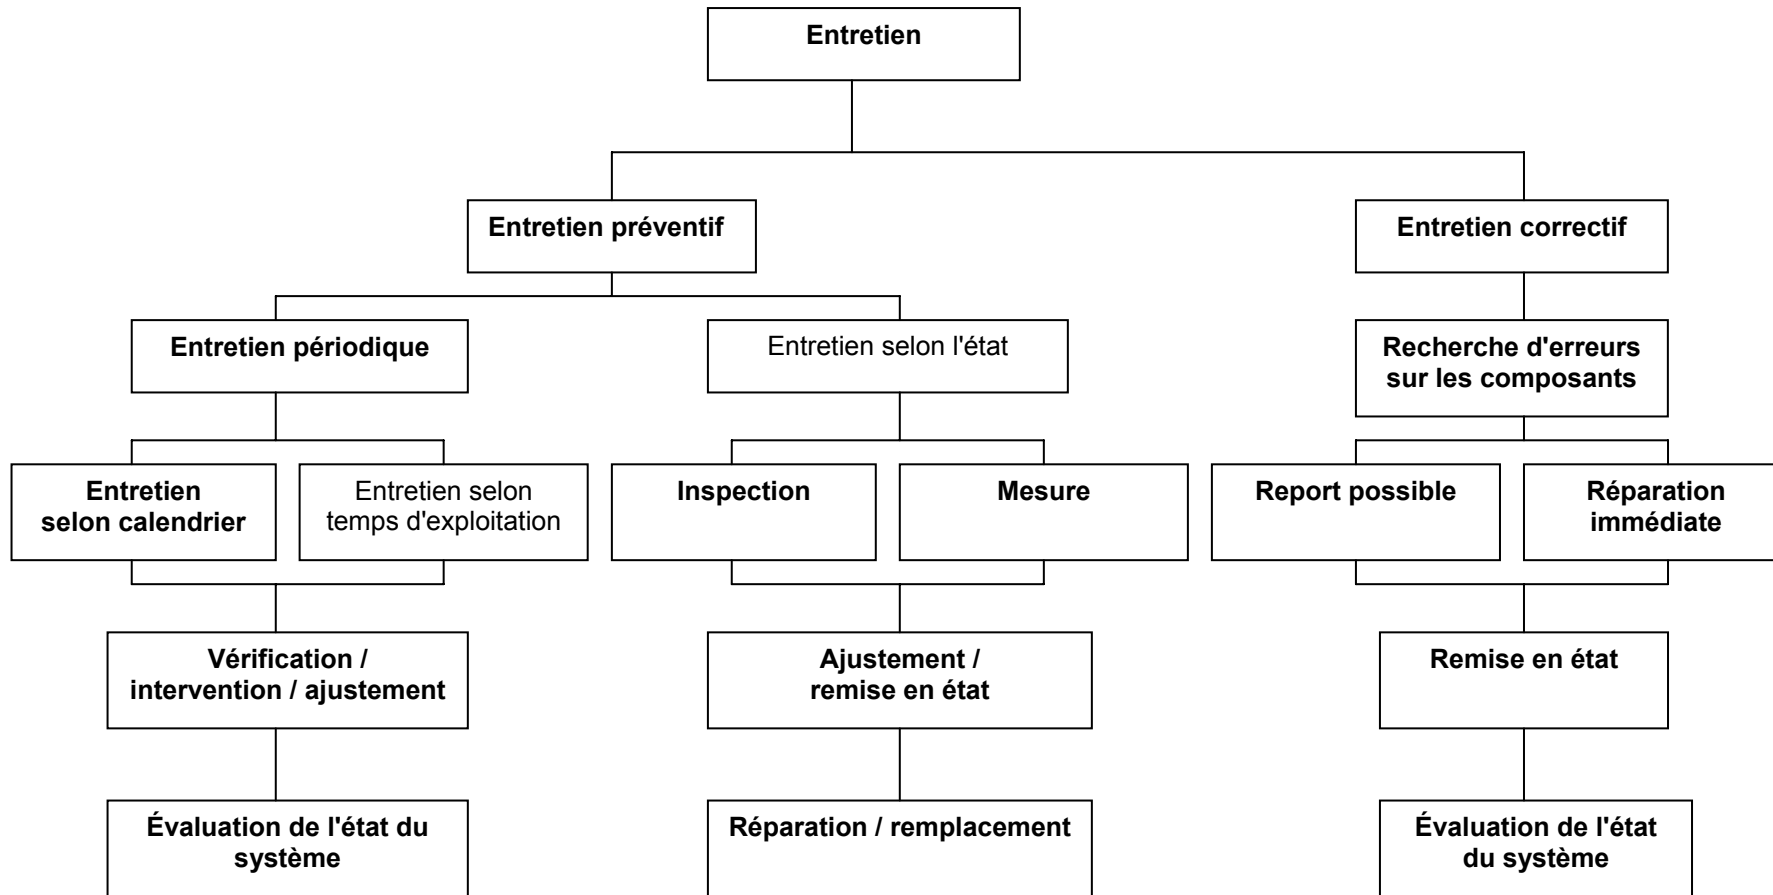 Entretien
Entretien préventif
Entretien correctif
Entretien périodique
Entretien selon l'état
Recherche d'erreurs
sur les composants
Entretien
selon calendrier
Entretien selon
temps d'exploitation
Inspection
Mesure
Report possible
Réparation
immédiate
Vérification /
intervention / ajustement
Ajustement /
remise en état
Remise en état
Évaluation de l'état du
système
Réparation / remplacement
Évaluation de l'état
du système